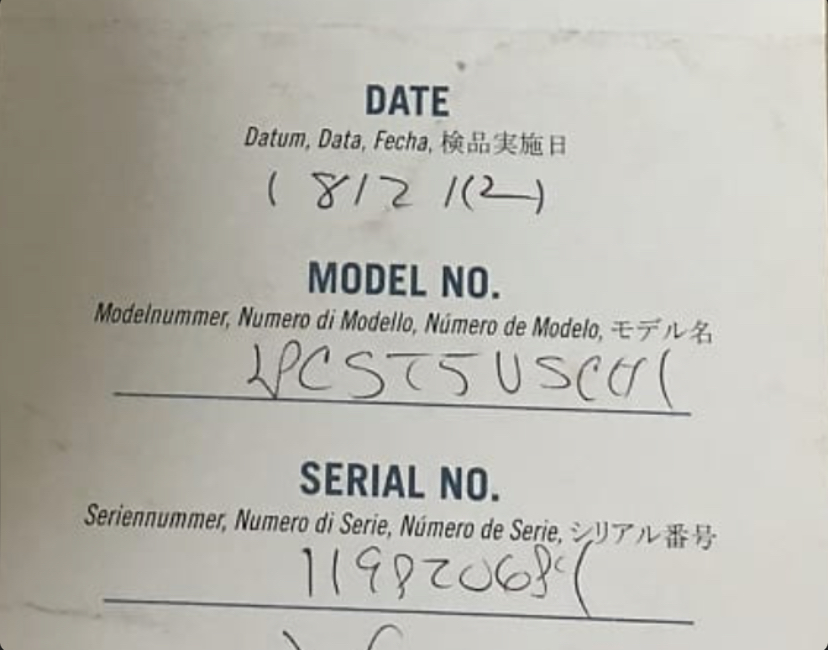 DATE
Datum, Data, Fecha, 検品実施日
MODEL NO.
Modelnummer, Numero di Modello, Número de Modelo, モデル名
LPCSTSUSCH1
SERIAL NO.
Seriennummer, Numero di Serie, Número de Serie, シリアル番号